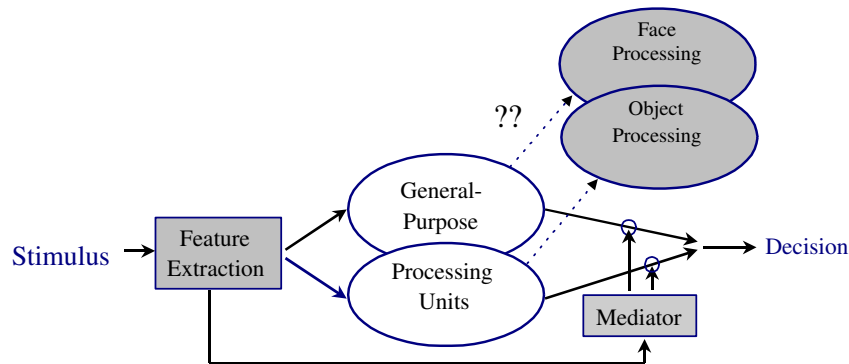 Face
Processing
Object
Processing
??
General-
Purpose
Processing
Units
Stimulus
Feature
Extraction
Decision
Mediator